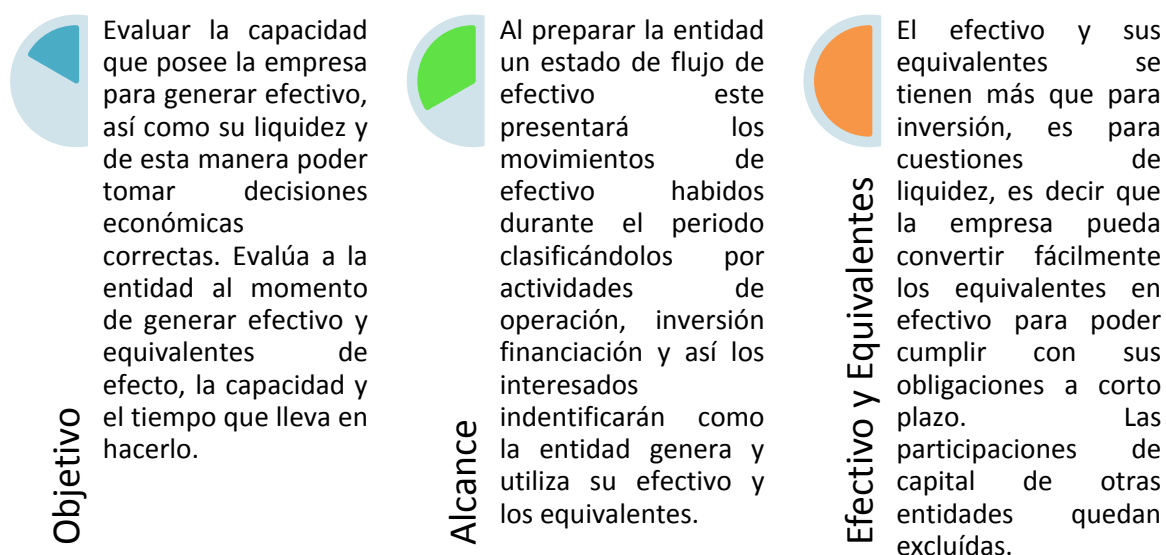 Objetivo
Evaluar la capacidad
que posee la empresa
para generar efectivo,
así como su liquidez y
de esta manera poder
tomar decisiones
económicas
correctas. Evalúa a la
entidad al momento
de generar efectivo y
equivalentes de
efecto, la capacidad y
el tiempo que lleva en
hacerlo.
Alcance
Al preparar la entidad
un estado de flujo de
efectivo este
presentará los
movimientos de
efectivo habidos
durante el periodo
clasificándolos por
actividades de
operación, inversión
financiación y así los
interesados
indentificarán como
la entidad genera y
utiliza su efectivo y
los equivalentes.
Efectivo y Equivalentes
El efectivo y sus
equivalentes se
tienen más que para
inversión, es para
cuestiones de
liquidez, es decir que
la empresa pueda
convertir fácilmente
los equivalentes en
efectivo para poder
cumplir con sus
obligaciones a corto
plazo. Las
participaciones de
capital de otras
entidades quedan
excluídas.